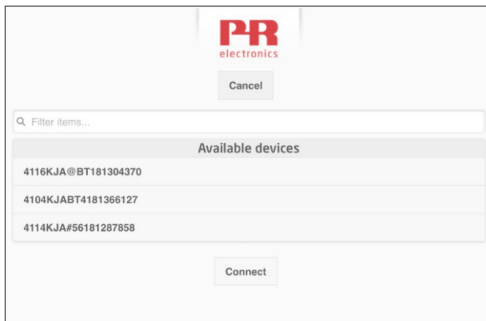 PR
electronics
Cancel
Filter items...
Available devices
4116KJA@BT181304370
4104KJABT4181366127
4114KJA#56181287858
Connect